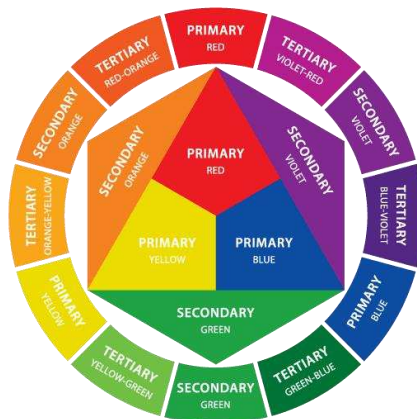 PRIMARY
RED
TERTIARY
VIOLET-RED
SECONDARY
VIOLET
TERTIARY
BLUE-VIOLET
PRIMARY
BLUE
TERTIARY
GREEN-BLUE
SECONDARY
GREEN
TERTIARY
YELLOW-GREEN
PRIMARY
YELLOW
TERTIARY
ORANGE-YELLOW
SECONDARY
ORANGE
TERTIARY
RED-ORANGE
SECONDARY
ORANGE
PRIMARY
RED
SECONDARY
VIOLET
PRIMARY
YELLOW
PRIMARY
BLUE
SECONDARY
GREEN